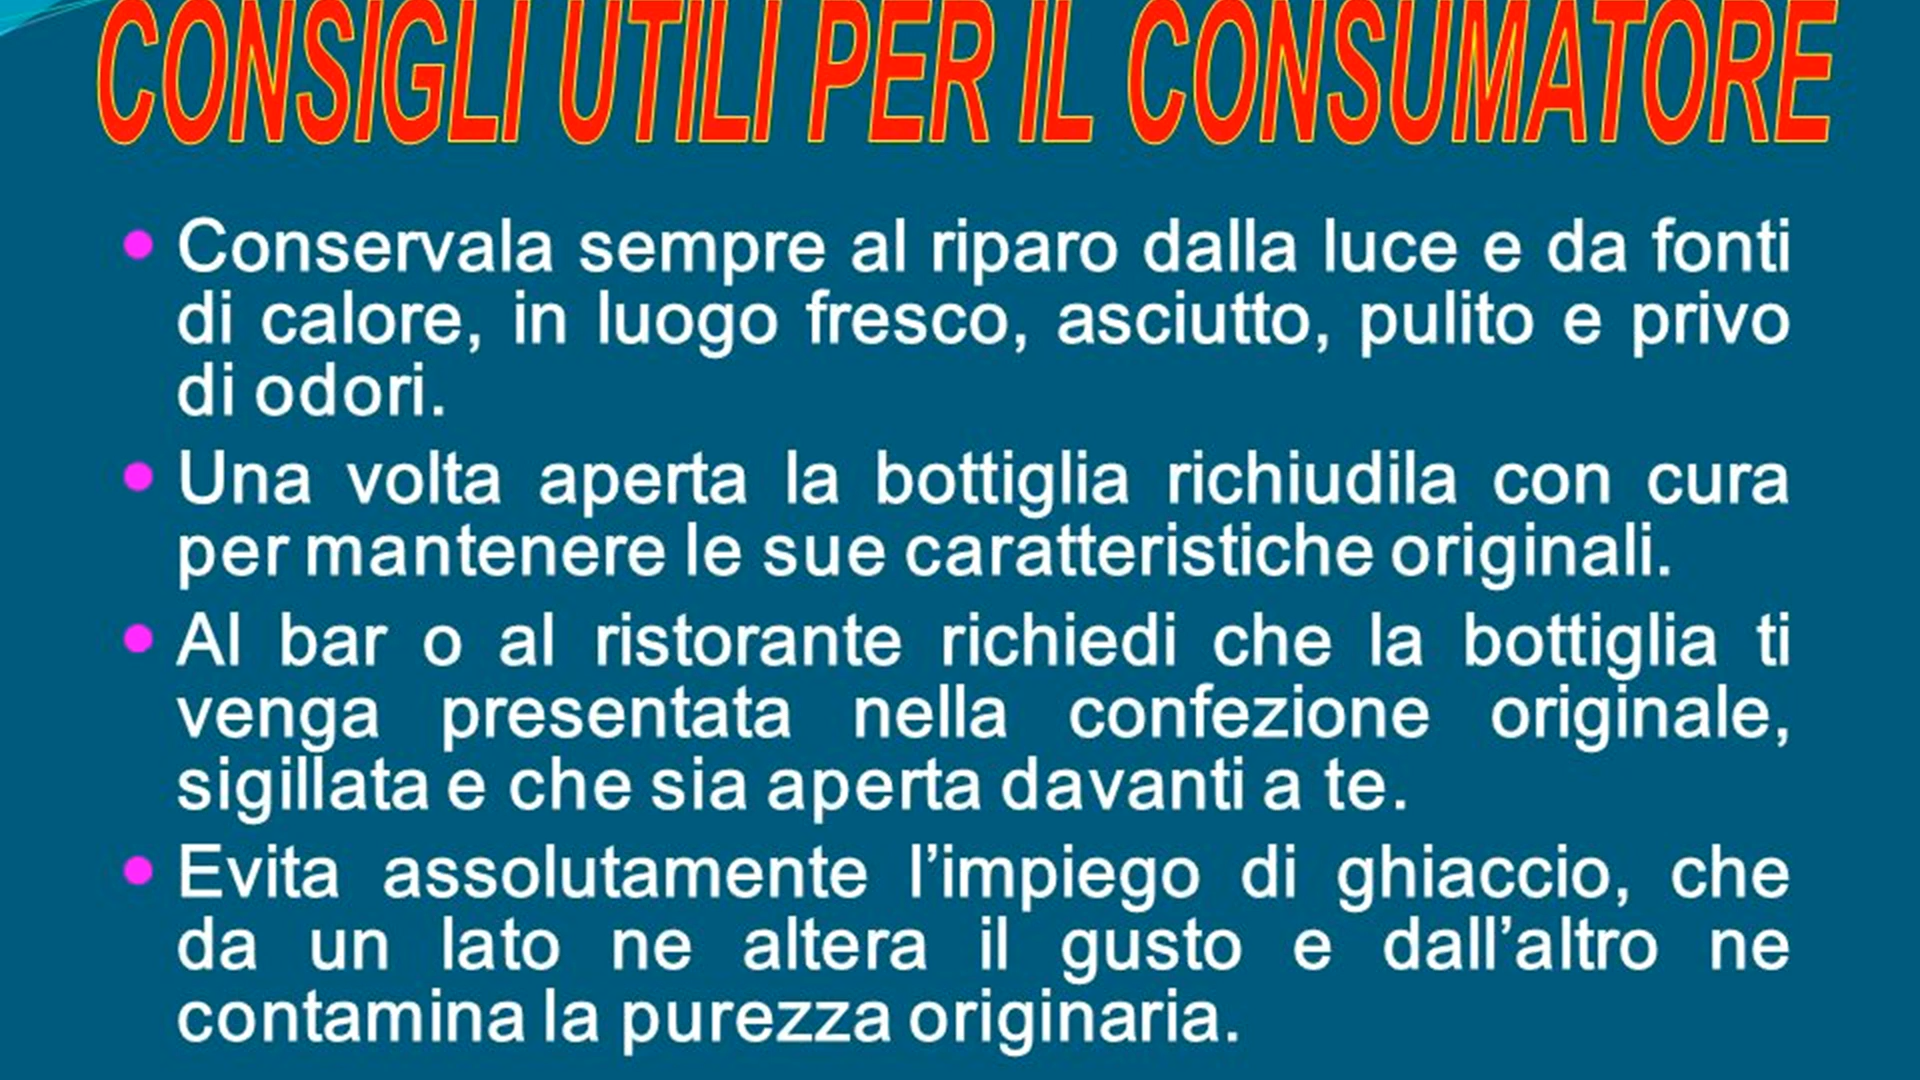 CONSIGLI UTILI PER IL CONSUMATORE
• Conservala sempre al riparo dalla luce e da fonti
di calore, in luogo fresco, asciutto, pulito e privo
di odori.
• Una volta aperta la bottiglia richiudila con cura
per mantenere le sue caratteristiche originali.
• Al bar o al ristorante richiedi che la bottiglia ti
venga presentata nella confezione originale,
sigillata e che sia aperta davanti a te.
• Evita assolutamente l’impiego di ghiaccio, che
da un lato ne altera il gusto e dall’altro ne
contamina la purezza originaria.